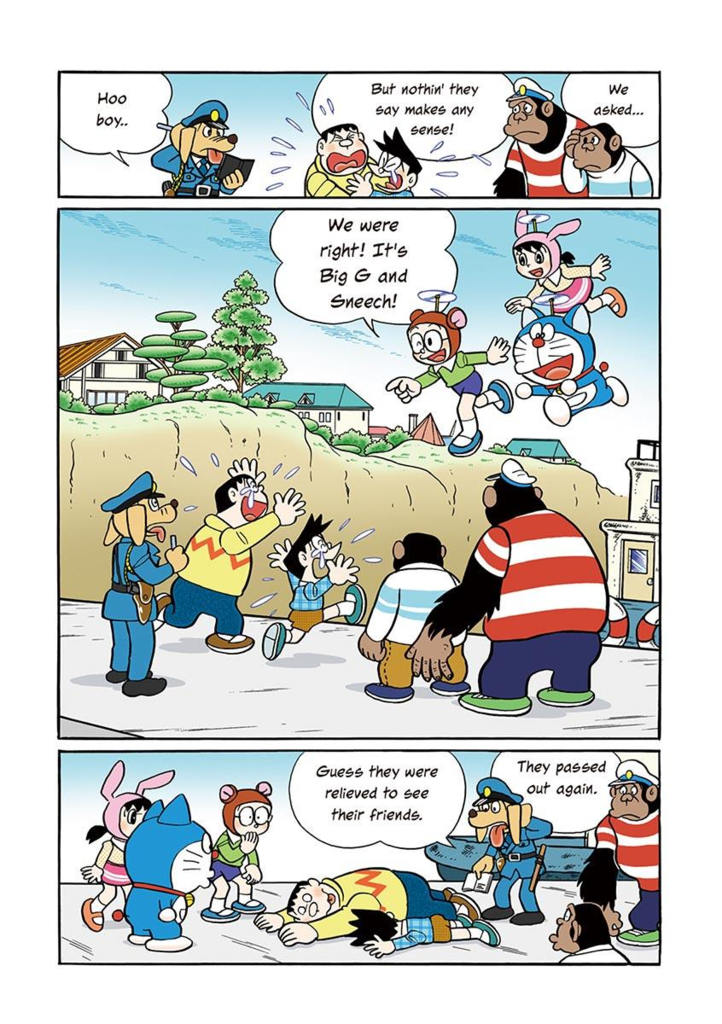 Hoo
boy..
But nothin' they
say makes any
sense!
We
asked...
We were
right! It's
Big G and
Sneech!
Guess they were
relieved to see
their friends.
They passed
out again.